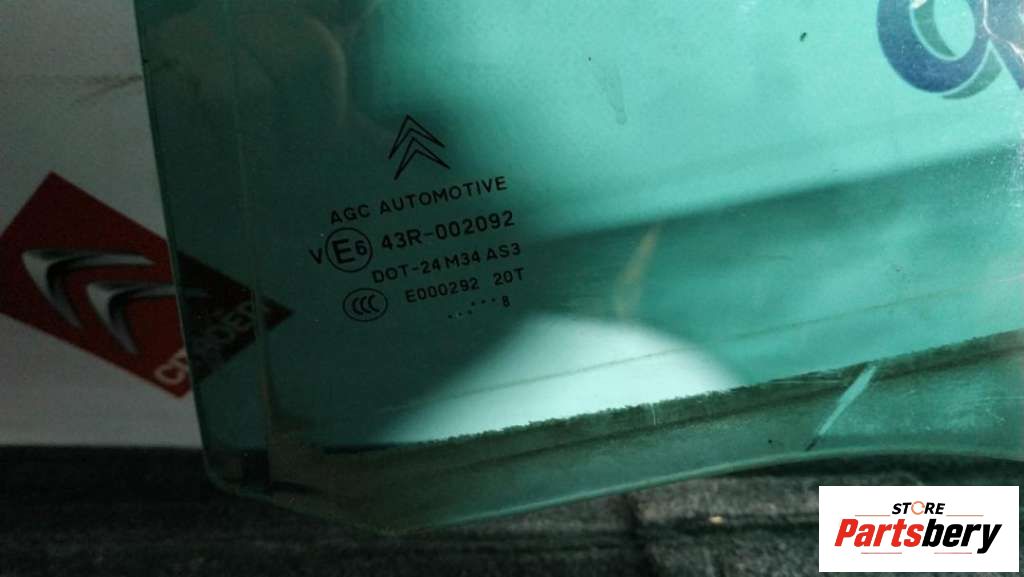 AGC AUTOMOTIVE
V E6 43R-002092
DOT-24 M34 AS3
CCC E000292 20T
..···· 8
STORE
Partsbery